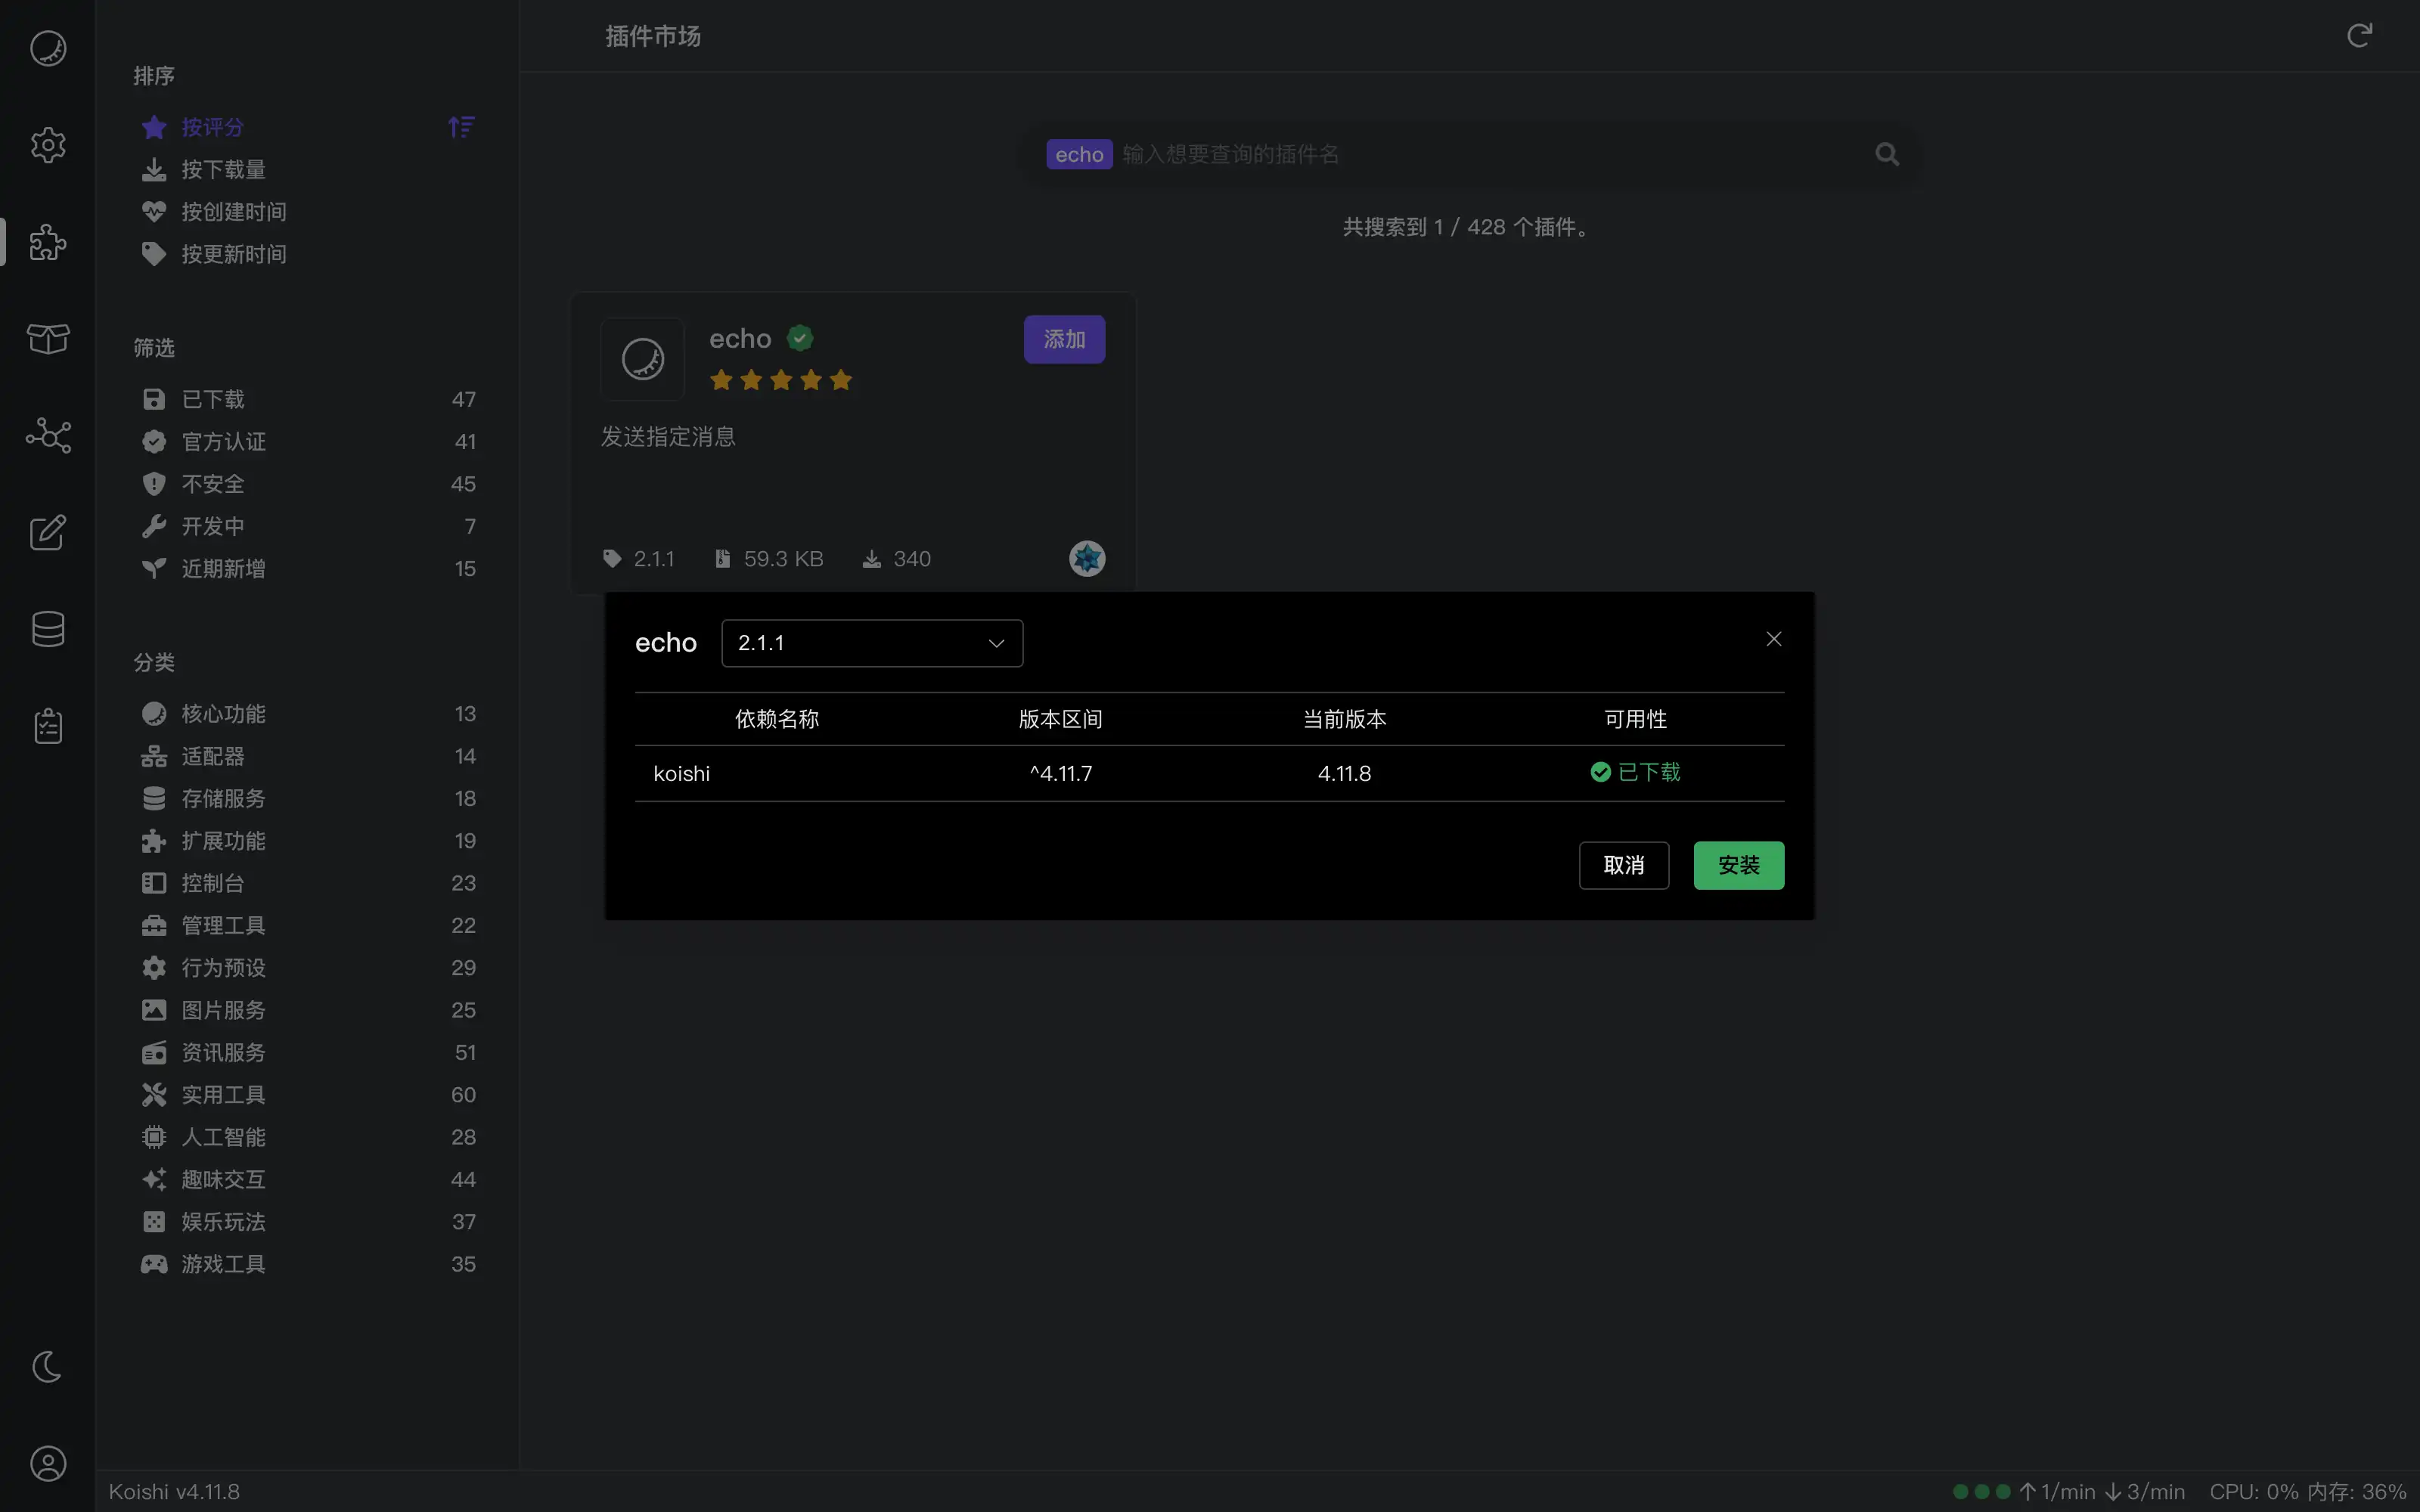 插件市场
排序
按评分
按下载量
按创建时间
按更新时间
筛选
已下载 47
官方认证 41
不安全 45
开发中 7
近期新增 15
分类
核心功能 13
适配器 14
存储服务 18
扩展功能 19
控制台 23
管理工具 22
行为预设 29
图片服务 25
资讯服务 51
实用工具 60
人工智能 28
趣味交互 44
娱乐玩法 37
游戏工具 35
echo 输入想要查询的插件名
共搜索到 1 / 428 个插件。
echo 添加
发送指定消息
2.1.1 59.3 KB 340
echo 2.1.1
依赖名称 版本区间 当前版本 可用性
koishi ^4.11.7 4.11.8 已下载
取消 安装
Koishi v4.11.8 1/min 3/min CPU: 0% 内存: 36%